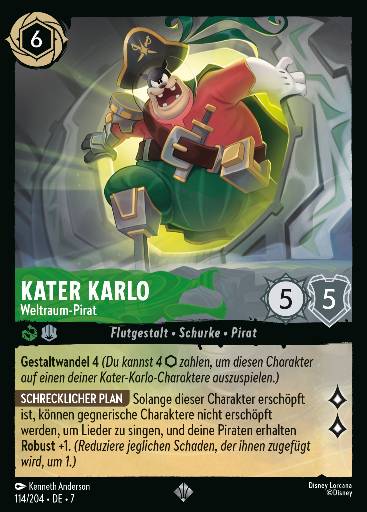 6
KATER KARLO
Weltraum-Pirat
5
5
Flutgestalt • Schurke • Pirat
Gestaltwandel 4 (Du kannst 4 ⬡ zahlen, um diesen Charakter
auf einen deiner Kater-Karlo-Charaktere auszuspielen.)
SCHRECKLICHER PLAN Solange dieser Charakter erschöpft
ist, können gegnerische Charaktere nicht erschöpft
werden, um Lieder zu singen, und deine Piraten erhalten
Robust +1. (Reduziere jeglichen Schaden, der ihnen zugefügt
wird, um 1.)
Kenneth Anderson
114/204 • DE • 7
Disney Lorcana
©Disney